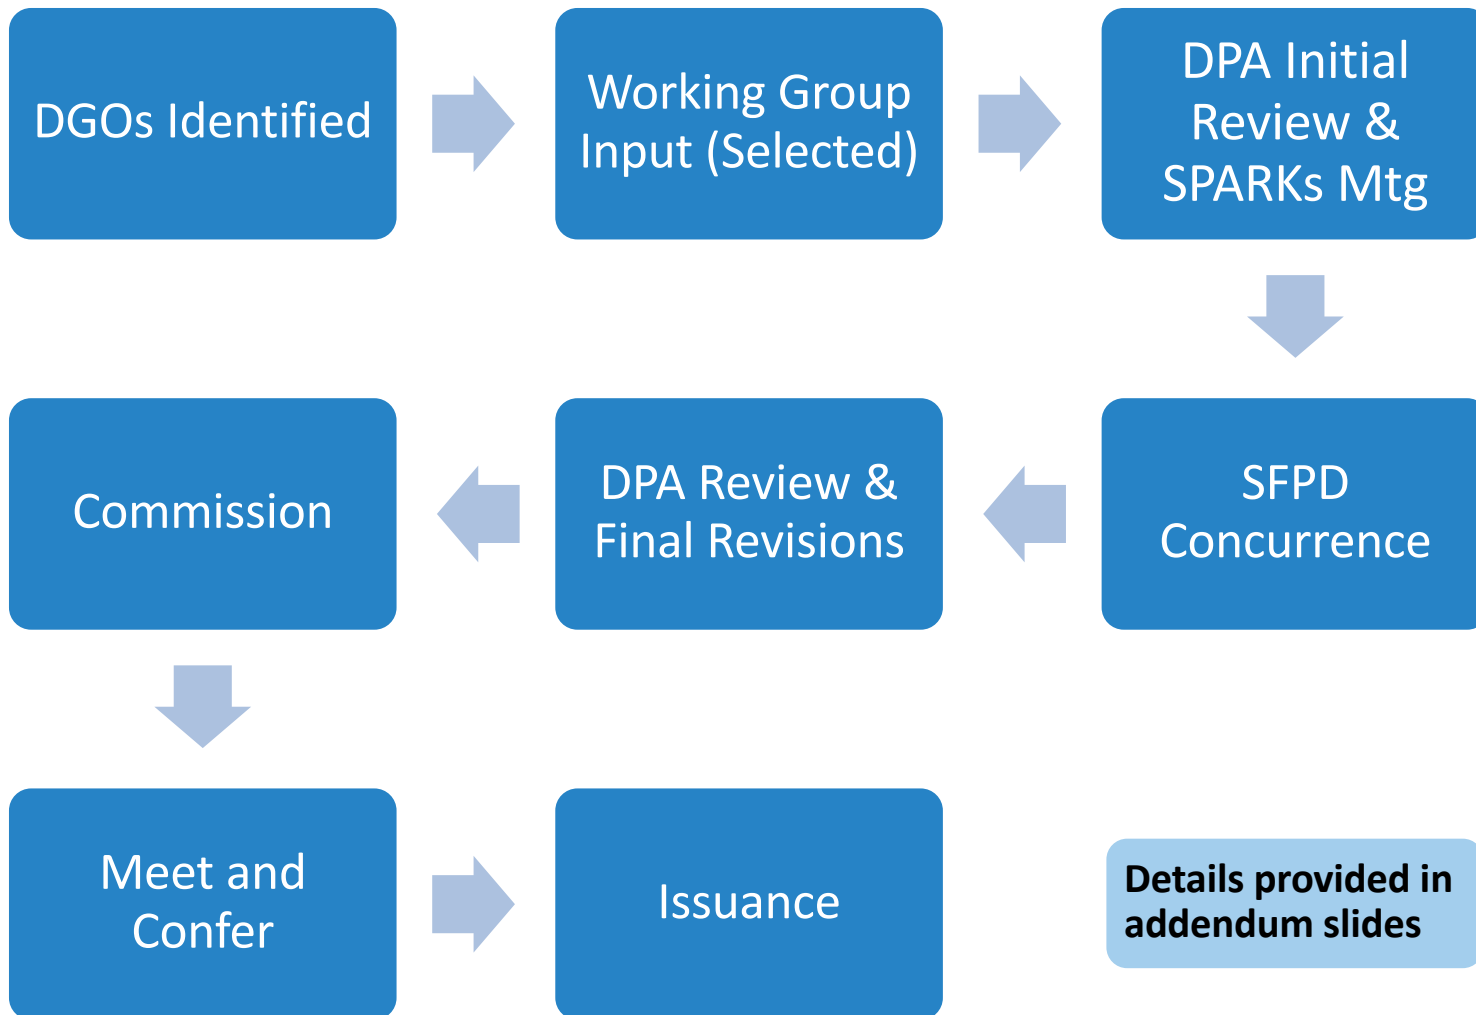 DGOs Identified
Working Group
Input (Selected)
DPA Initial
Review &
SPARKs Mtg
SFPD
Concurrence
DPA Review &
Final Revisions
Commission
Meet and
Confer
Issuance
Details provided in
addendum slides